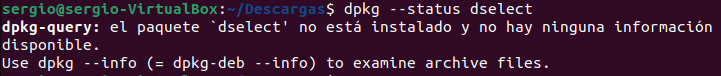 sergio@sergio-VirtualBox:~/Descargas$ dpkg --status dselect
dpkg-query: el paquete `dselect' no está instalado y no hay ninguna información
disponible.
Use dpkg --info (= dpkg-deb --info) to examine archive files.